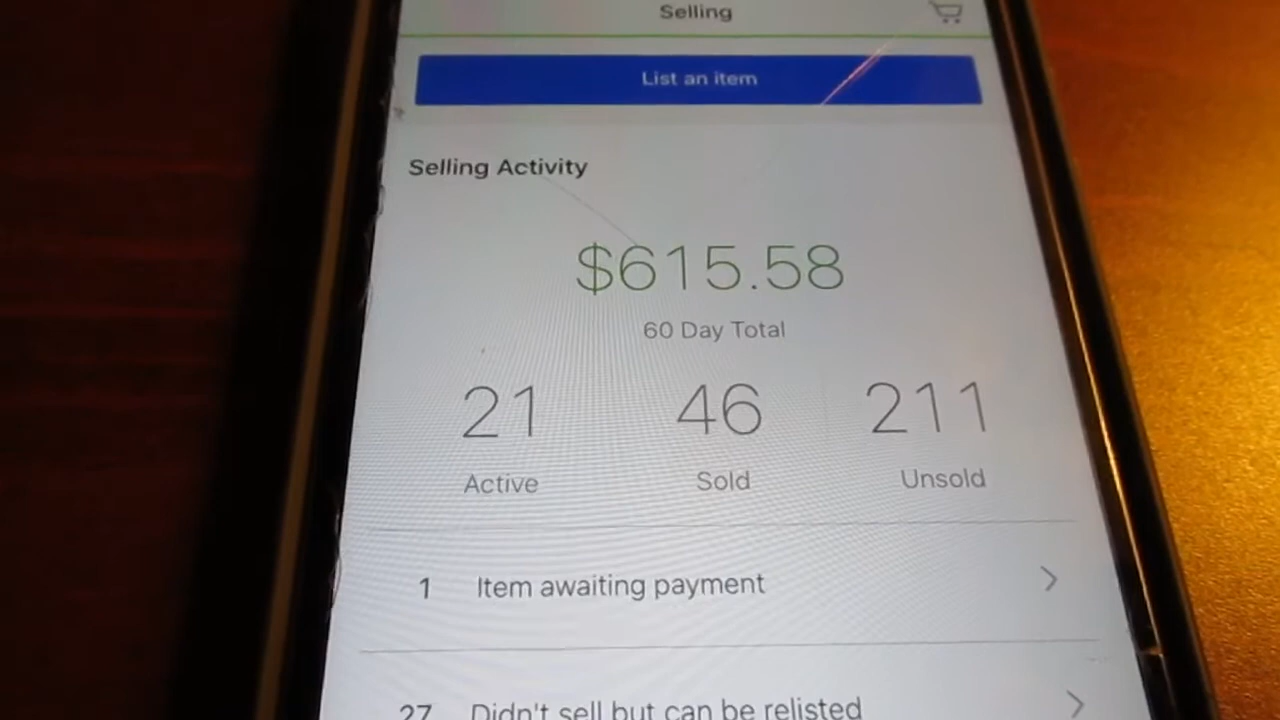 Selling
List an item
Selling Activity
$615.58
60 Day Total
21 46 211
Active Sold Unsold
1 Item awaiting payment
27 Didn't sell but can be relisted